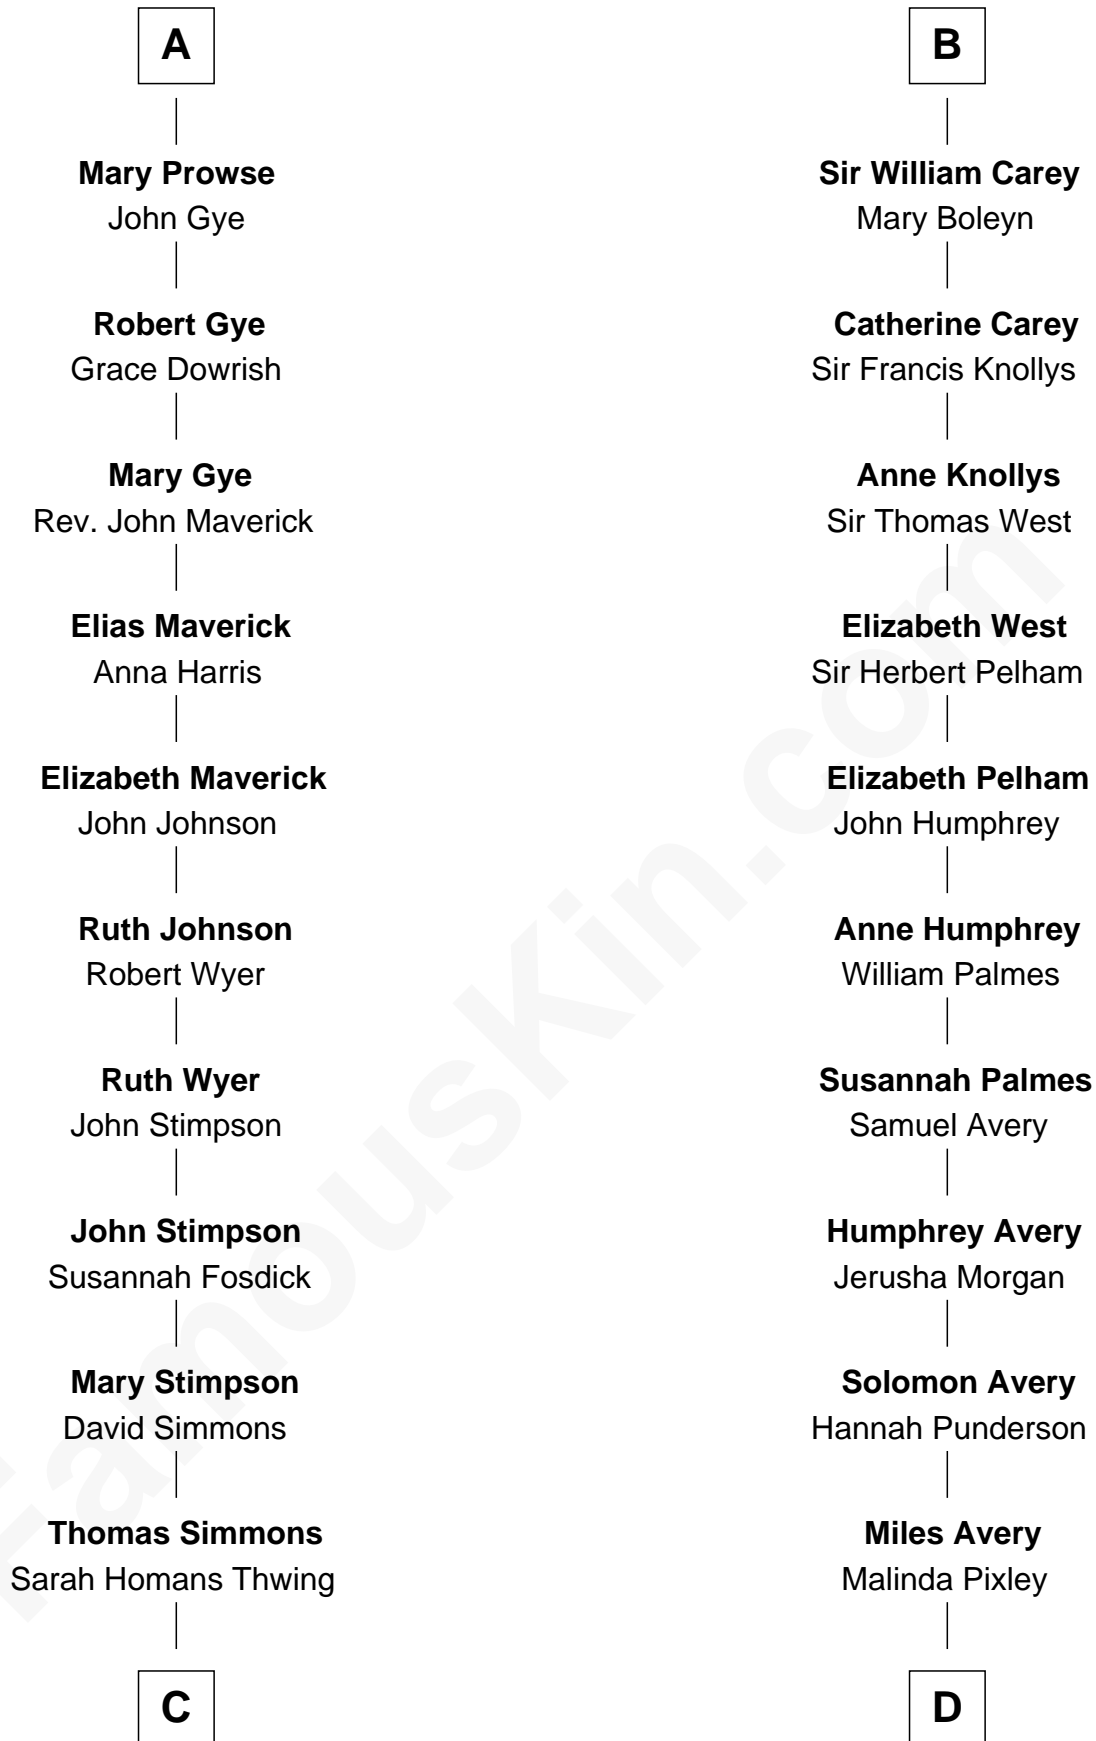 A
Mary Prowse
John Gye
Robert Gye
Grace Dowrish
Mary Gye
Rev. John Maverick
Elias Maverick
Anna Harris
Elizabeth Maverick
John Johnson
Ruth Johnson
Robert Wyer
Ruth Wyer
John Stimpson
John Stimpson
Susannah Fosdick
Mary Stimpson
David Simmons
Thomas Simmons
Sarah Homans Thwing
C
B
Sir William Carey
Mary Boleyn
Catherine Carey
Sir Francis Knollys
Anne Knollys
Sir Thomas West
Elizabeth West
Sir Herbert Pelham
Elizabeth Pelham
John Humphrey
Anne Humphrey
William Palmes
Susannah Palmes
Samuel Avery
Humphrey Avery
Jerusha Morgan
Solomon Avery
Hannah Punderson
Miles Avery
Malinda Pixley
D
FamousKin.com